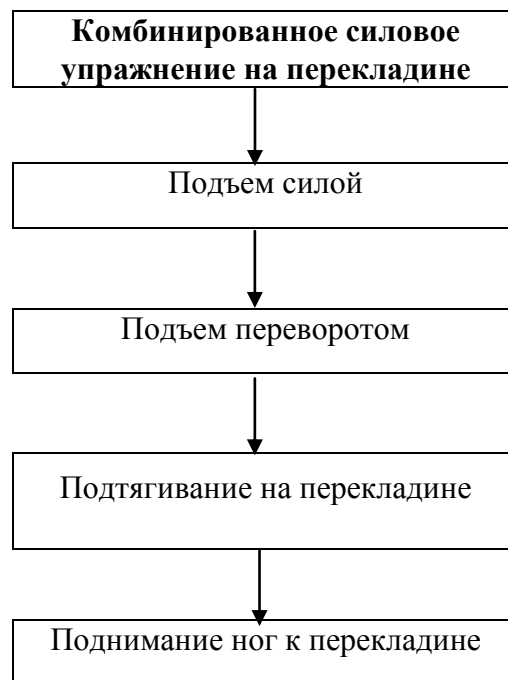 Комбинированное силовое
упражнение на перекладине
Подъем силой
Подъем переворотом
Подтягивание на перекладине
Поднимание ног к перекладине